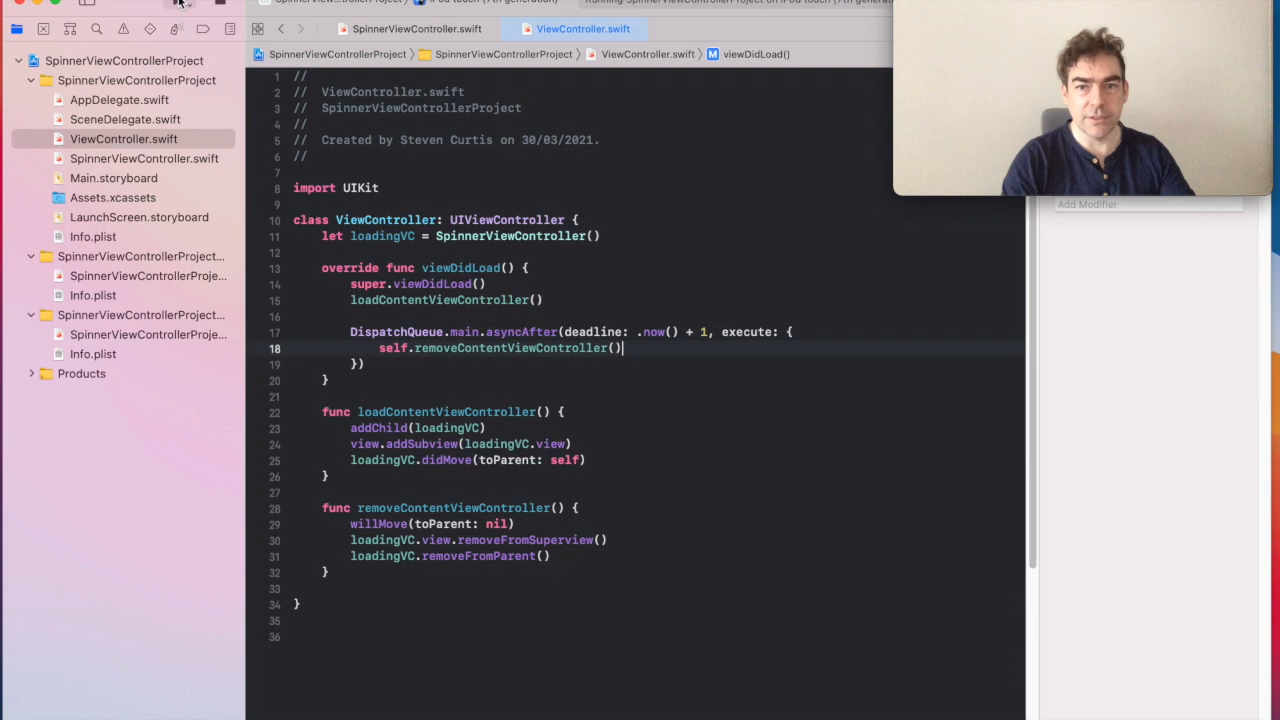 SpinnerViewControllerProject
SpinnerViewController.swift
ViewController.swift
SpinnerViewControllerProject
SpinnerViewControllerProject
ViewController.swift
M
viewDidLoad()
SpinnerViewControllerProject
SpinnerViewControllerProject
AppDelegate.swift
SceneDelegate.swift
ViewController.swift
SpinnerViewController.swift
Main.storyboard
Assets.xcassets
LaunchScreen.storyboard
Info.plist
SpinnerViewControllerProject...
SpinnerViewControllerProje...
Info.plist
SpinnerViewControllerProject...
SpinnerViewControllerProje...
Info.plist
Products
1 //
2 // ViewController.swift
3 // SpinnerViewControllerProject
4 //
5 // Created by Steven Curtis on 30/03/2021.
6 //
7
8 import UIKit
9
10 class ViewController: UIViewController {
11 let loadingVC = SpinnerViewController()
12
13 override func viewDidLoad() {
14 super.viewDidLoad()
15 loadContentViewController()
16
17 DispatchQueue.main.asyncAfter(deadline: .now() + 1, execute: {
18 self.removeContentViewController()
19 })
20 }
21
22 func loadContentViewController() {
23 addChild(loadingVC)
24 view.addSubview(loadingVC.view)
25 loadingVC.didMove(toParent: self)
26 }
27
28 func removeContentViewController() {
29 willMove(toParent: nil)
30 loadingVC.view.removeFromSuperview()
31 loadingVC.removeFromParent()
32 }
33
34 }
35
36
Add Modifier